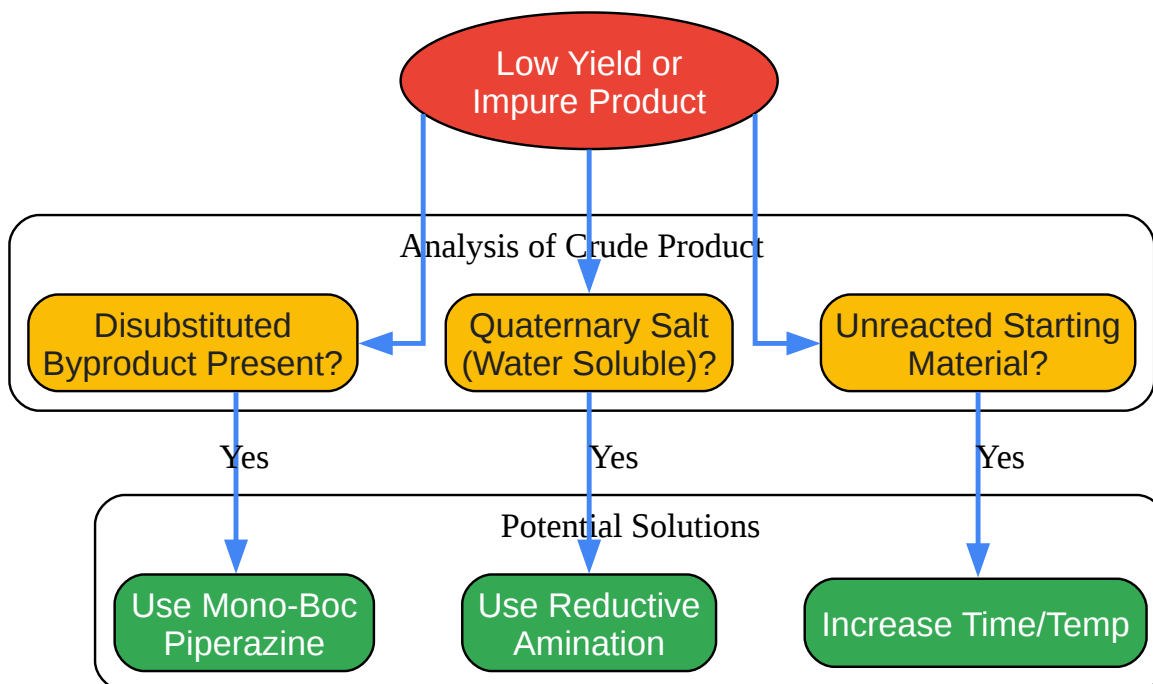 Low Yield or
Impure Product
Analysis of Crude Product
Disubstituted
Byproduct Present?
Quaternary Salt
(Water Soluble)?
Unreacted Starting
Material?
Yes
Yes
Yes
Potential Solutions
Use Mono-Boc
Piperazine
Use Reductive
Amination
Increase Time/Temp